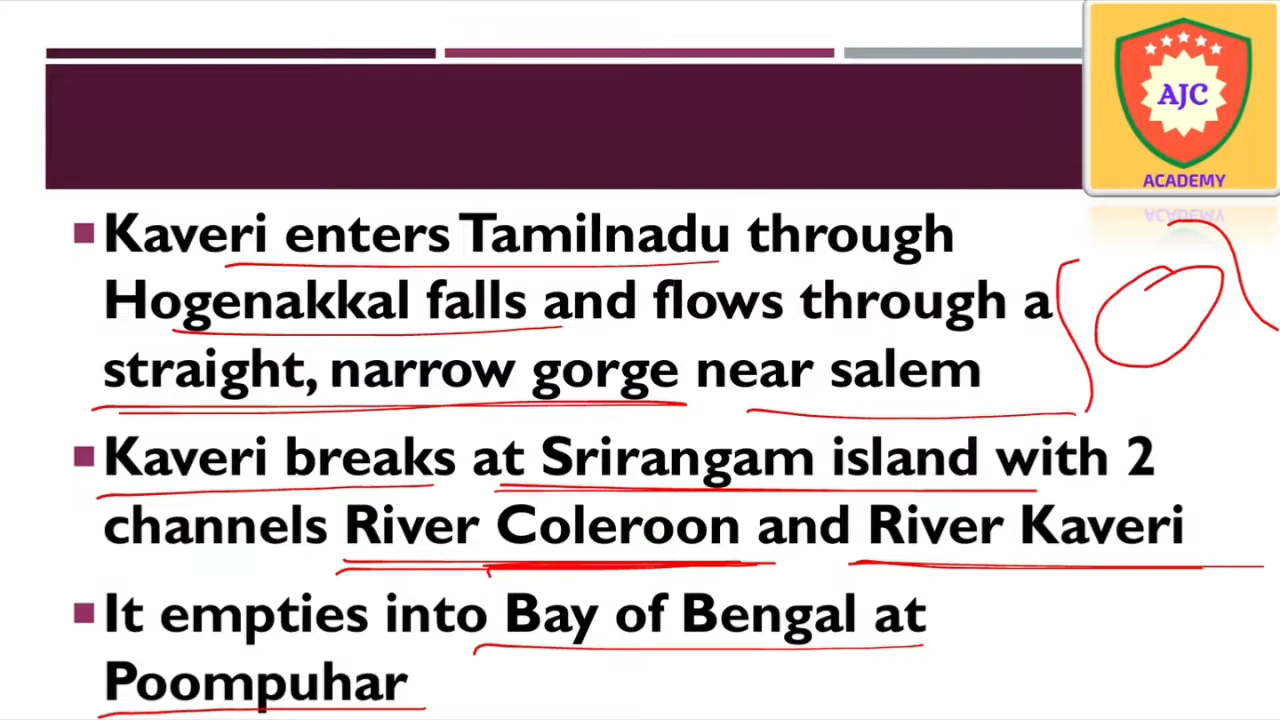 AJC
ACADEMY
Kaveri enters Tamilnadu through
Hogenakkal falls and flows through a
straight, narrow gorge near salem
Kaveri breaks at Srirangam island with 2
channels River Coleroon and River Kaveri
It empties into Bay of Bengal at
Poompuhar